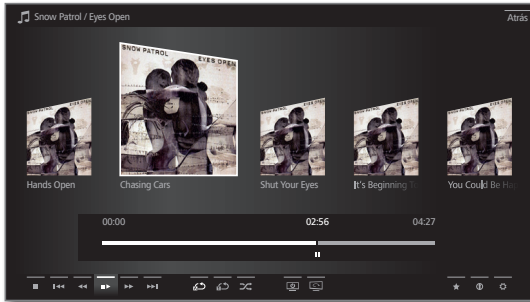 Snow Patrol / Eyes Open
Atrás
SNOW PATROL
EYES OPEN
Hands Open
Chasing Cars
Shut Your Eyes
It's Beginning
You Could Be
00:00
02:56
04:27